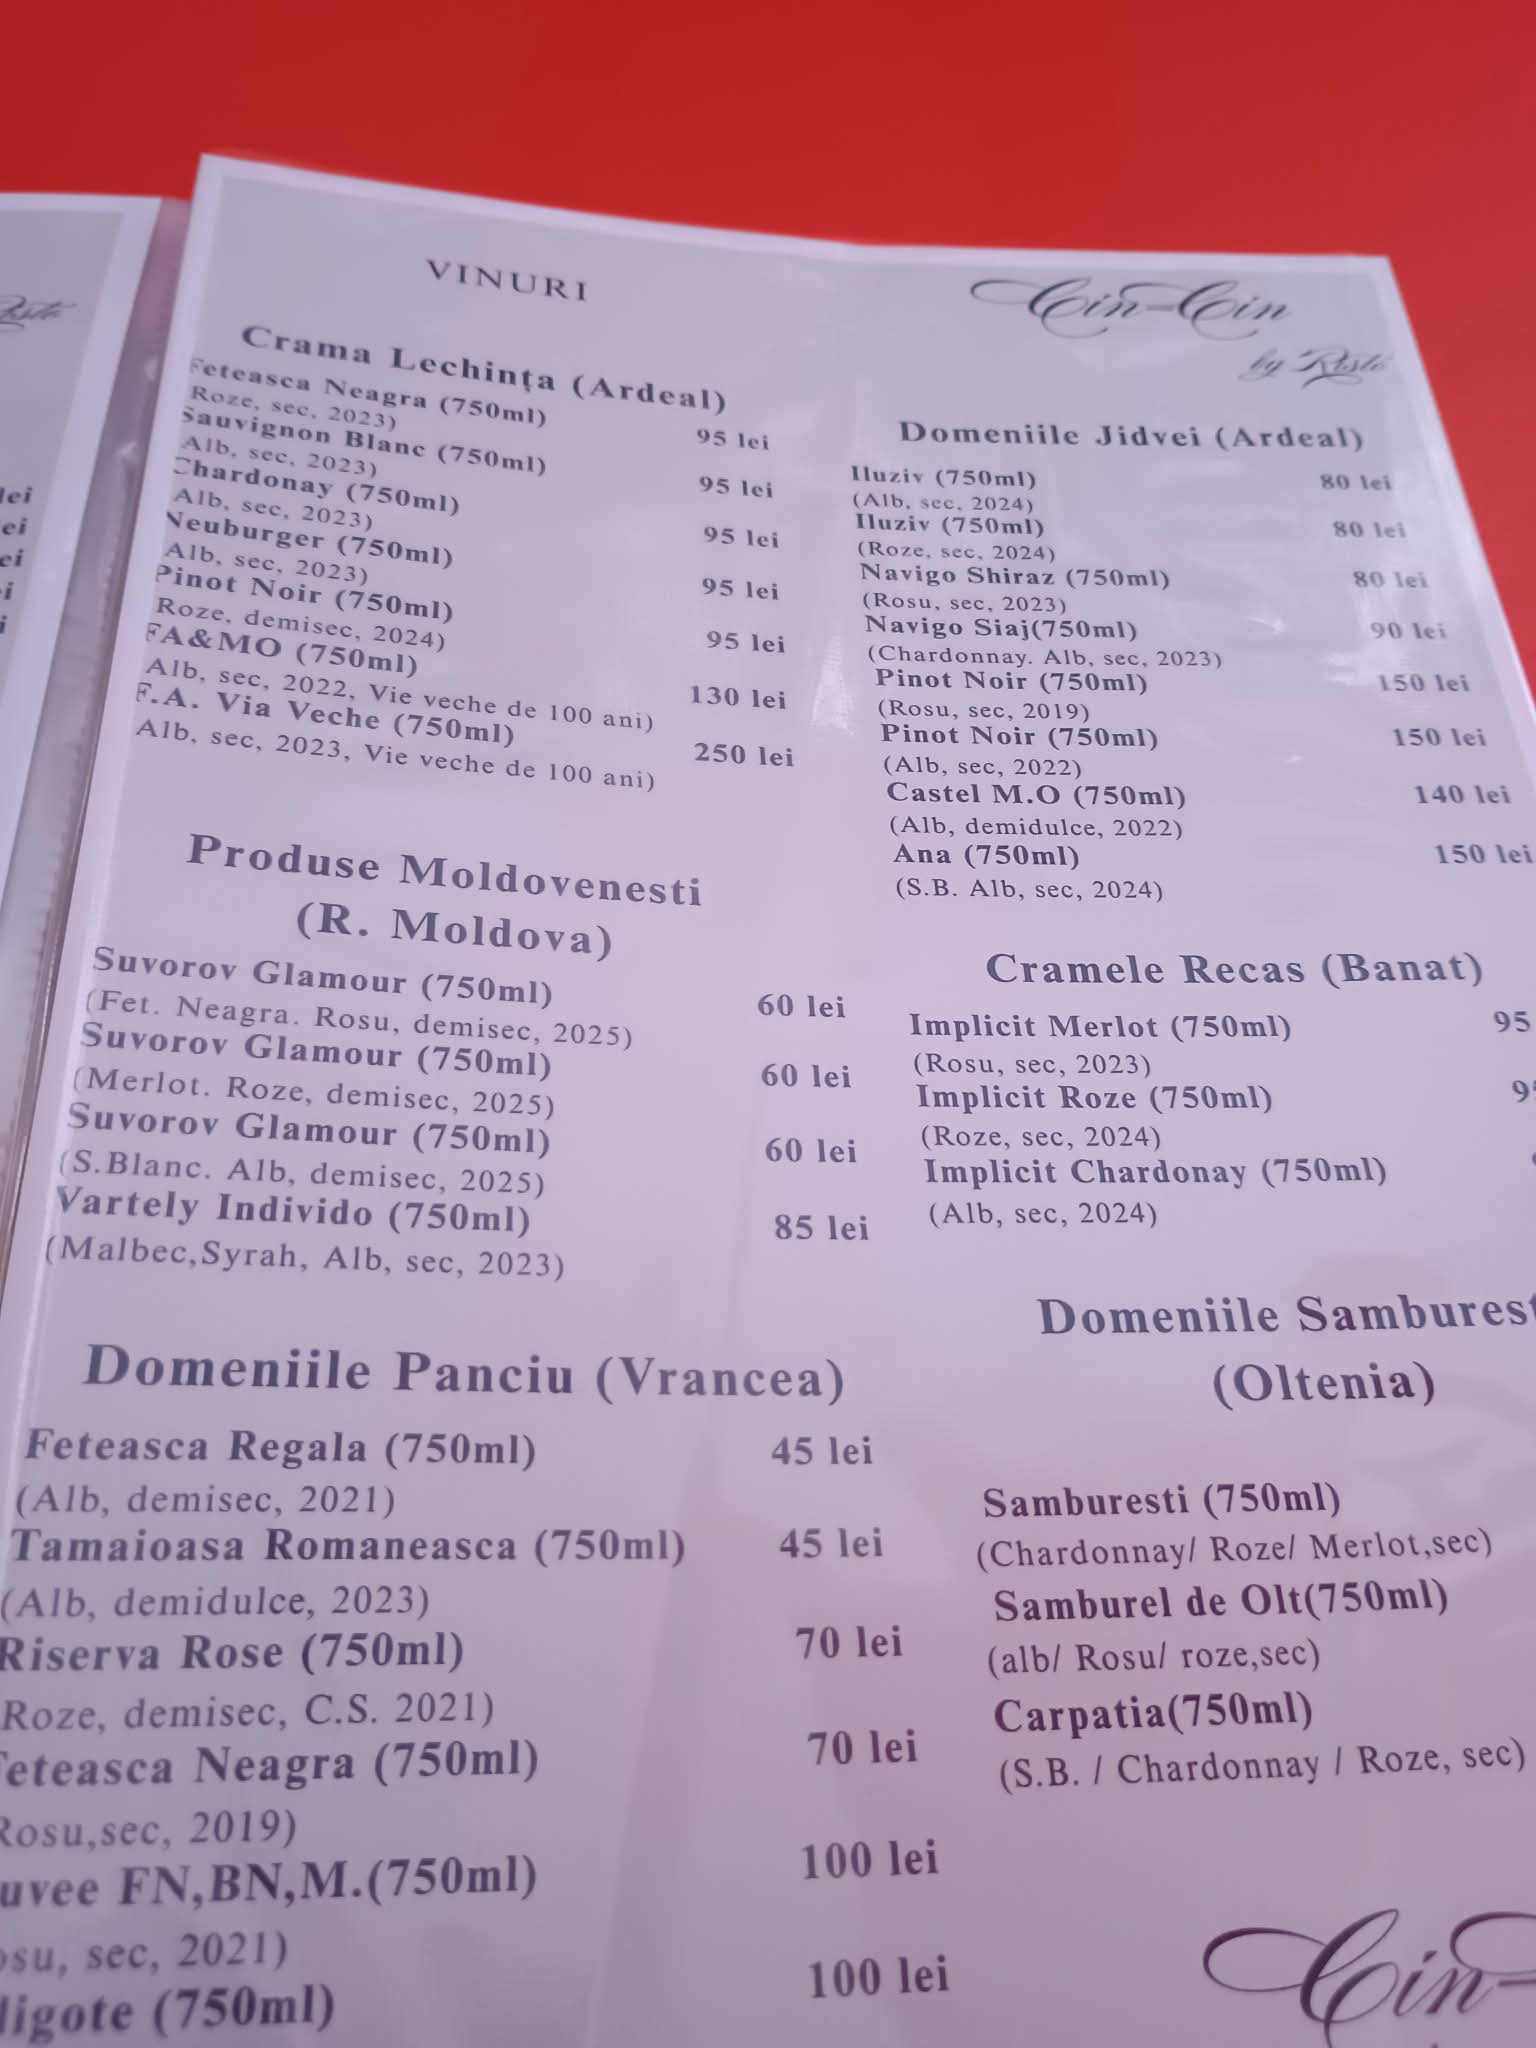 VINURI
Crama Lechința (Ardeal)
Feteasca Neagra (750ml) 95 lei
Roze, sec, 2023)
Sauvignon Blanc (750ml) 95 lei
Alb, sec, 2023)
Chardonay (750ml) 95 lei
Alb, sec, 2023)
Neuburger (750ml) 95 lei
Alb, sec, 2023)
Pinot Noir (750ml) 95 lei
Roze, demisec, 2024)
FA&MO (750ml) 130 lei
Alb, sec, 2022, Vie veche de 100 ani)
F.A. Via Veche (750ml) 250 lei
Alb, sec, 2023, Vie veche de 100 ani)
Produse Moldovenesti
(R. Moldova)
Suvorov Glamour (750ml) 60 lei
(Fet. Neagra. Rosu, demisec, 2025)
Suvorov Glamour (750ml) 60 lei
(Merlot. Roze, demisec, 2025)
Suvorov Glamour (750ml) 60 lei
(S.Blanc. Alb, demisec, 2025)
Vartely Individo (750ml) 85 lei
(Malbec,Syrah, Alb, sec, 2023)
Domeniile Panciu (Vrancea)
Feteasca Regala (750ml) 45 lei
(Alb, demisec, 2021)
Tamaioasa Romaneasca (750ml) 45 lei
(Alb, demidulce, 2023)
Riserva Rose (750ml) 70 lei
Roze, demisec, C.S. 2021)
Feteasca Neagra (750ml) 70 lei
Rosu,sec, 2019)
uvee FN,BN,M.(750ml) 100 lei
osu, sec, 2021)
ligote (750ml) 100 lei
Cin-Cin
by Risto
Domeniile Jidvei (Ardeal)
Iluziv (750ml) 80 lei
(Alb, sec, 2024)
Iluziv (750ml) 80 lei
(Roze, sec, 2024)
Navigo Shiraz (750ml) 80 lei
(Rosu, sec, 2023)
Navigo Siaj(750ml) 90 lei
(Chardonnay. Alb, sec, 2023)
Pinot Noir (750ml) 150 lei
(Rosu, sec, 2019)
Pinot Noir (750ml) 150 lei
(Alb, sec, 2022)
Castel M.O (750ml) 140 lei
(Alb, demidulce, 2022)
Ana (750ml) 150 lei
(S.B. Alb, sec, 2024)
Cramele Recas (Banat)
Implicit Merlot (750ml) 95
(Rosu, sec, 2023)
Implicit Roze (750ml)
(Roze, sec, 2024)
Implicit Chardonay (750ml)
(Alb, sec, 2024)
Domeniile Samburest
(Oltenia)
Samburesti (750ml)
(Chardonnay/ Roze/ Merlot,sec)
Samburel de Olt(750ml)
(alb/ Rosu/ roze,sec)
Carpatia(750ml)
(S.B. / Chardonnay / Roze, sec)
Cin-